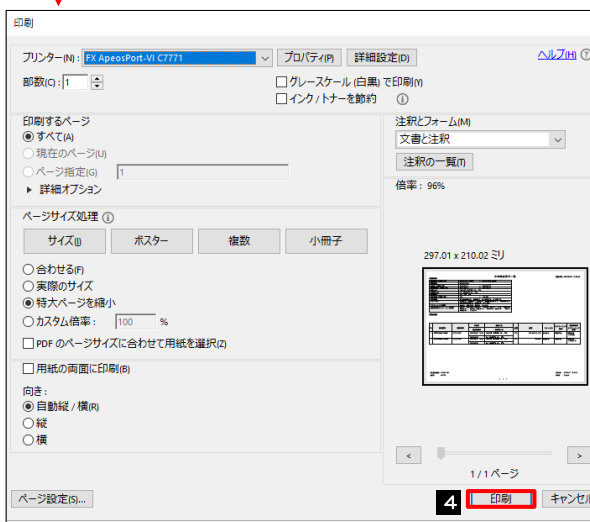 印刷
プリンター(N): FX ApeosPort-VI C7771 プロパティ(P) 詳細設定(D) ヘルプ(H)
部数(C): 1 グレースケール (白黒) で印刷(Y)
インク / トナーを節約
印刷するページ
すべて(A)
現在のページ(U)
ページ指定(G) 1
詳細オプション
注釈とフォーム(M)
文書と注釈
注釈の一覧(T)
倍率: 96%
ページサイズ処理
サイズ(I) ポスター 複数 小冊子
合わせる(F)
実際のサイズ
特大ページを縮小
カスタム倍率: 100 %
PDF のページサイズに合わせて用紙を選択(Z)
用紙の両面に印刷(B)
向き:
自動縦 / 横(R)
縦
横
297.01 x 210.02 ミリ
< >
1 / 1 ページ
ページ設定(S)... 4 印刷 キャンセル